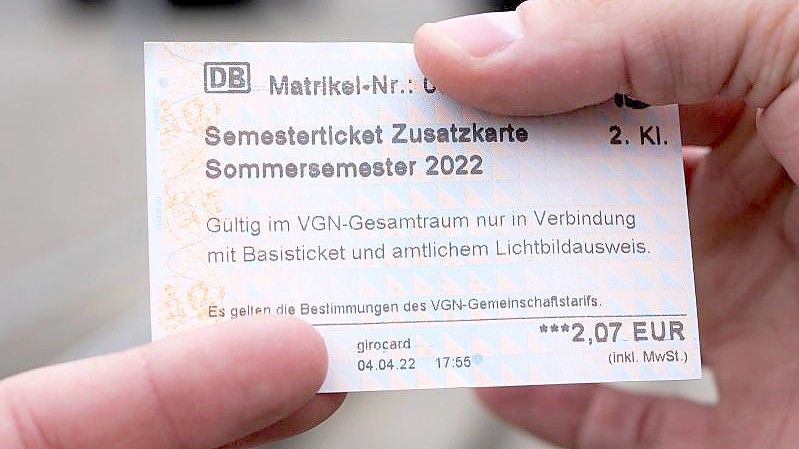 DB Matrikel-Nr.:
Semesterticket Zusatzkarte 2. Kl.
Sommersemester 2022
Gültig im VGN-Gesamtraum nur in Verbindung
mit Basisticket und amtlichem Lichtbildausweis.
Es gelten die Bestimmungen des VGN-Gemeinschaftstarifs.
girocard ***2,07 EUR
04.04.22 17:55 (inkl. MwSt.)